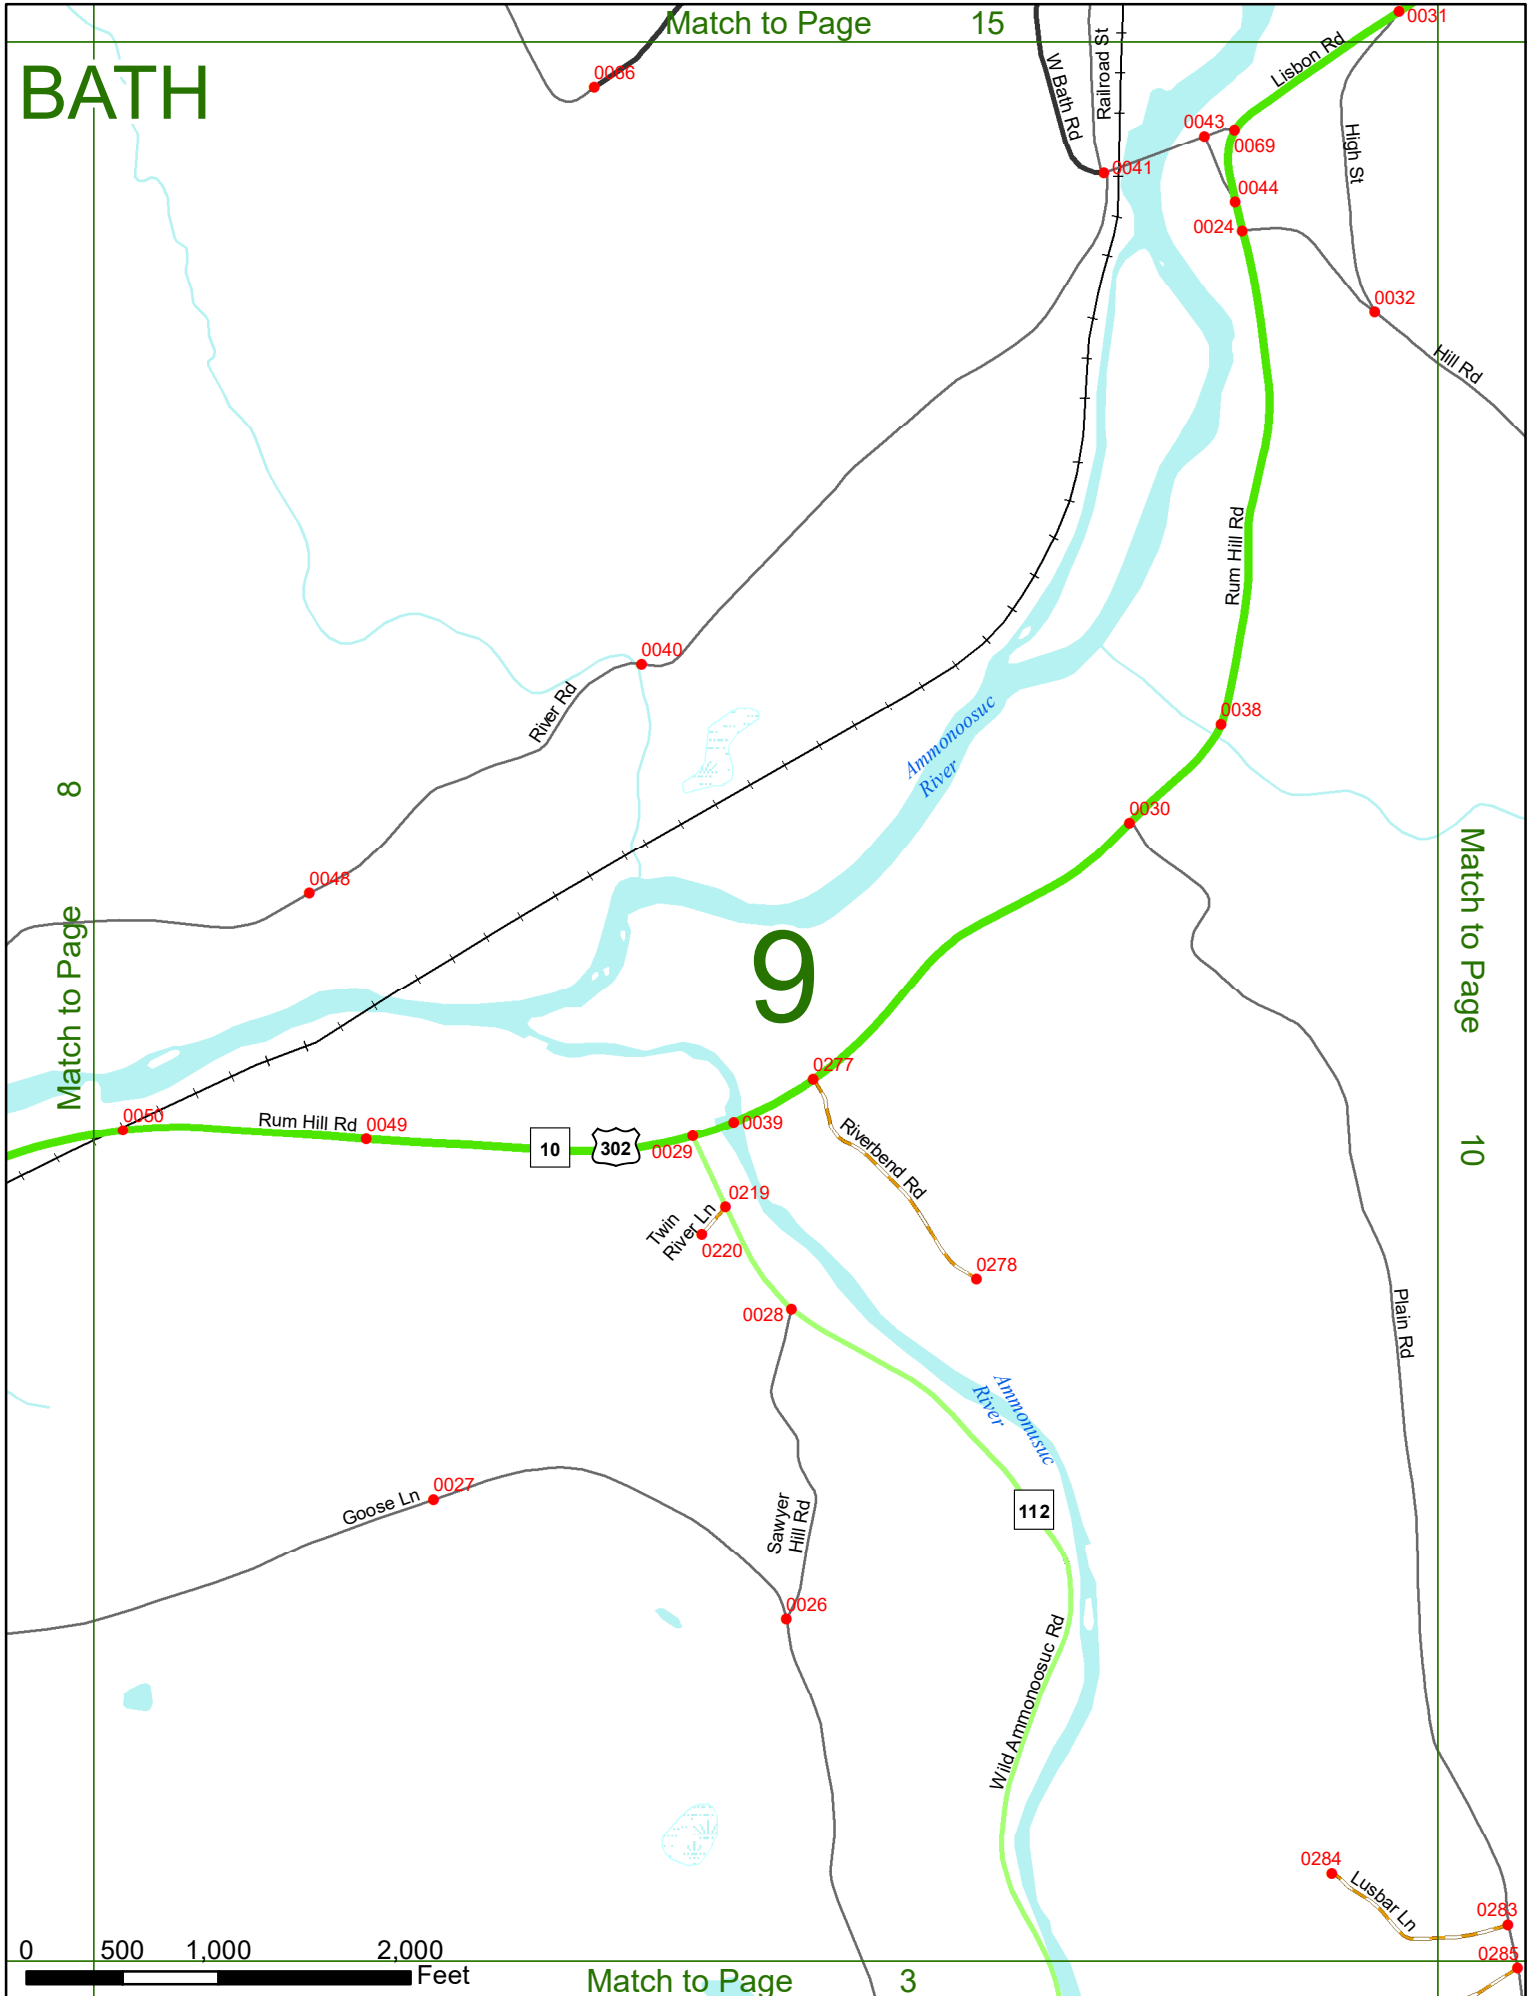 Match to Page 15
0031
BATH
0066
W Bath Rd
Railroad St
Lisbon Rd
0043
0069
High St
0041
0044
0024
0032
Hill Rd
Rum Hill Rd
0040
River Rd
0038
Ammonoosuc
River
8
Match to Page
0030
0048
9
Match to Page
10
0277
0050
Rum Hill Rd
0049
10
302
0029
0039
Riverbend Rd
0219
Twin
River Ln
0220
0278
0028
Plain Rd
Ammonusuc
River
0027
Goose Ln
Sawyer
Hill Rd
112
0026
Wild Ammonoosuc Rd
0284
Lusbar Ln
0283
0285
0 500 1,000 2,000
Feet
Match to Page 3